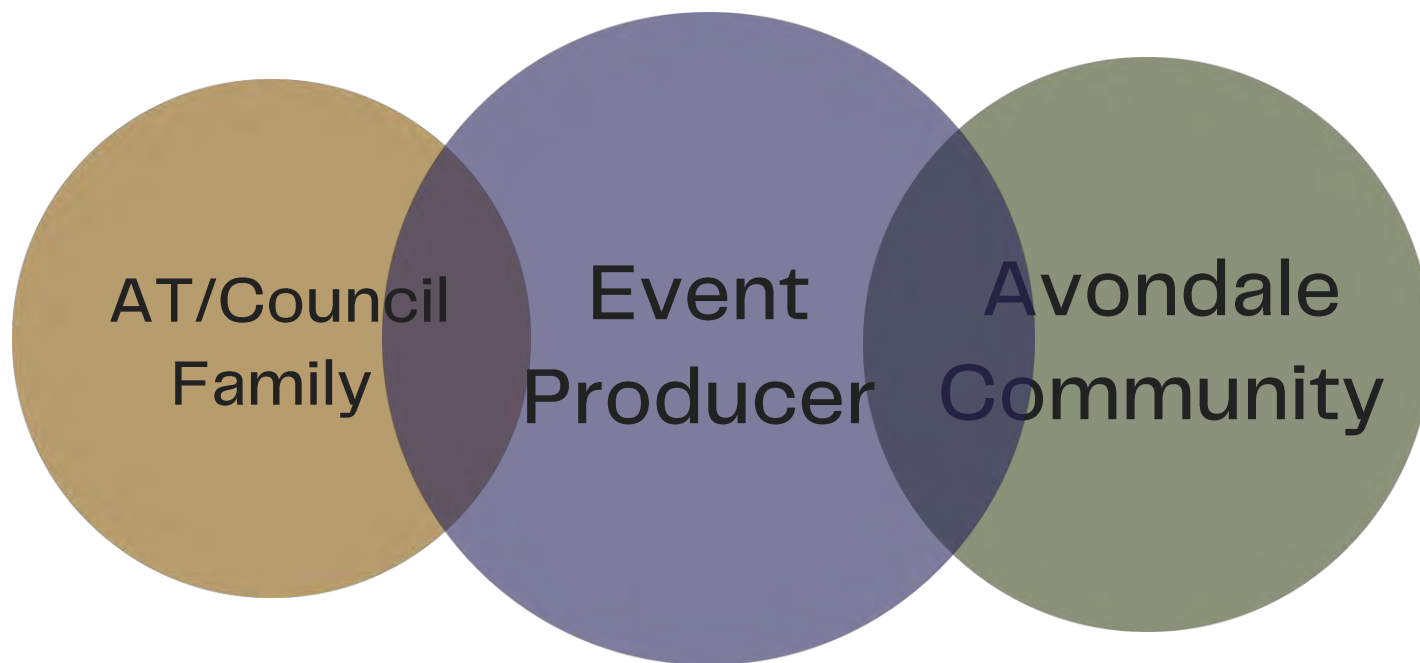 AT/Council
Family
Event
Producer
Avondale
Community